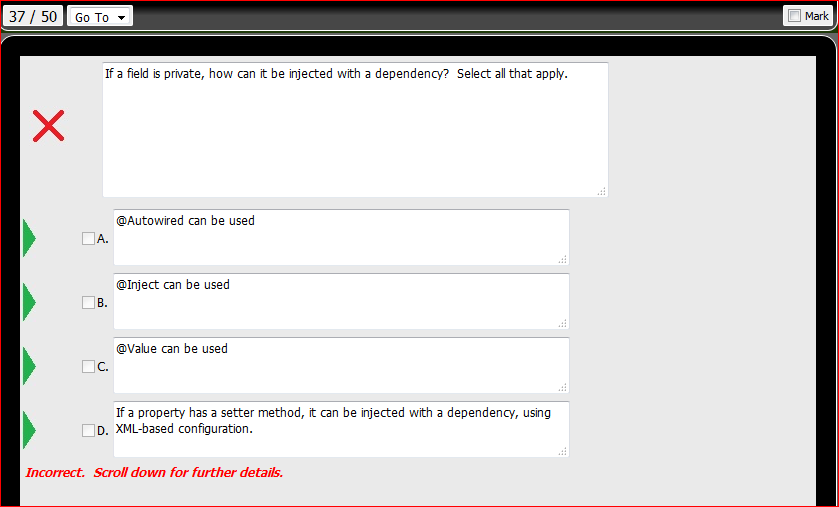 37 / 50 Go To Mark
If a field is private, how can it be injected with a dependency?  Select all that apply.
A. @Autowired can be used
B. @Inject can be used
C. @Value can be used
D. If a property has a setter method, it can be injected with a dependency, using
XML-based configuration.
Incorrect.  Scroll down for further details.